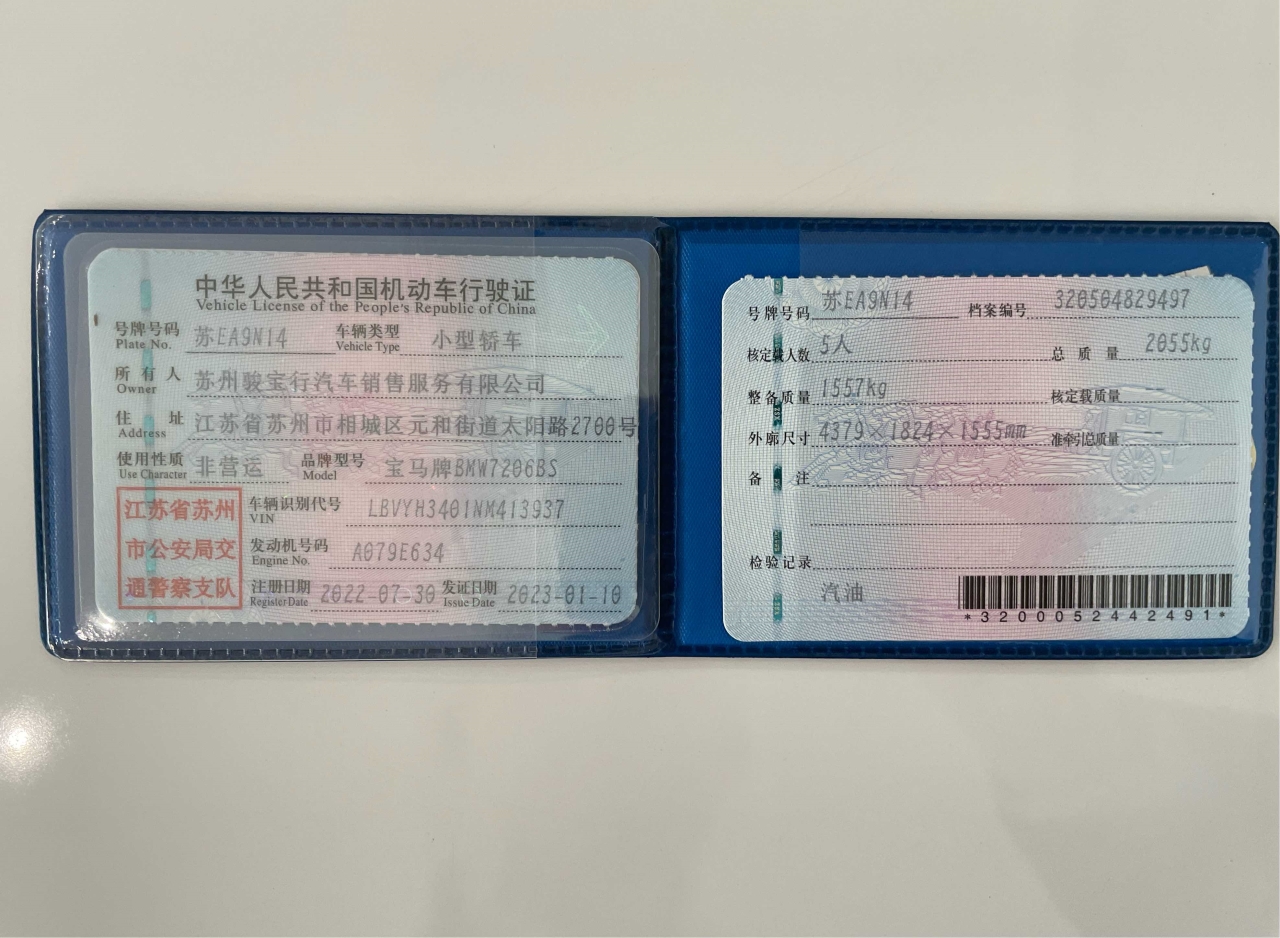 中华人民共和国机动车行驶证
Vehicle License of the People's Republic of China
号牌号码 苏EA9N14 车辆类型 小型轿车
Plate No. Vehicle Type
所有人 苏州骏宝行汽车销售服务有限公司
Owner
住址 江苏省苏州市相城区元和街道太阳路2700号
Address
使用性质 非营运 品牌型号 宝马牌BMW7206BS
Use Character Model
江苏省苏州
市公安局交
通警察支队
车辆识别代号 LBVYH3401NM413937
VIN
发动机号码 A079E634
Engine No.
注册日期 2022-07-30 发证日期 2023-01-10
Register Date Issue Date
号牌号码 苏EA9N14 档案编号 320504829497
核定载人数 5人 总质量 2055kg
整备质量 1557kg 核定载质量 --
外廓尺寸 4379×1824×1555mm 准牵引总质量 --
备注
检验记录
汽油
*3200052442491*